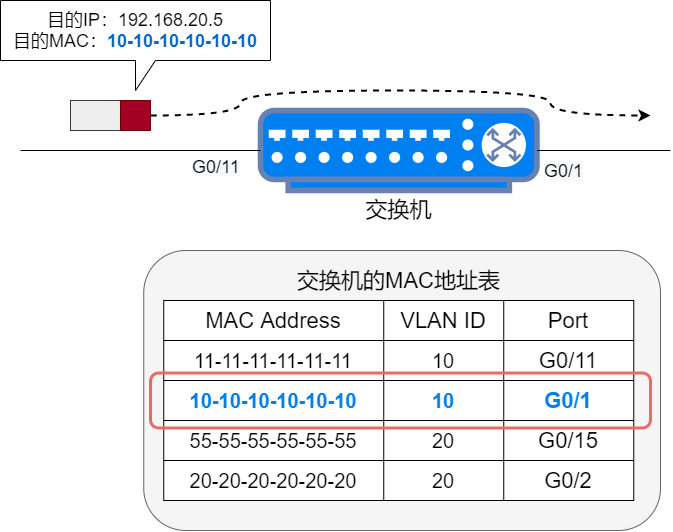 目的IP：192.168.20.5
目的MAC：10-10-10-10-10-10
G0/11
G0/1
交换机
交换机的MAC地址表
MAC Address VLAN ID Port
11-11-11-11-11-11 10 G0/11
10-10-10-10-10-10 10 G0/1
55-55-55-55-55-55 20 G0/15
20-20-20-20-20-20 20 G0/2